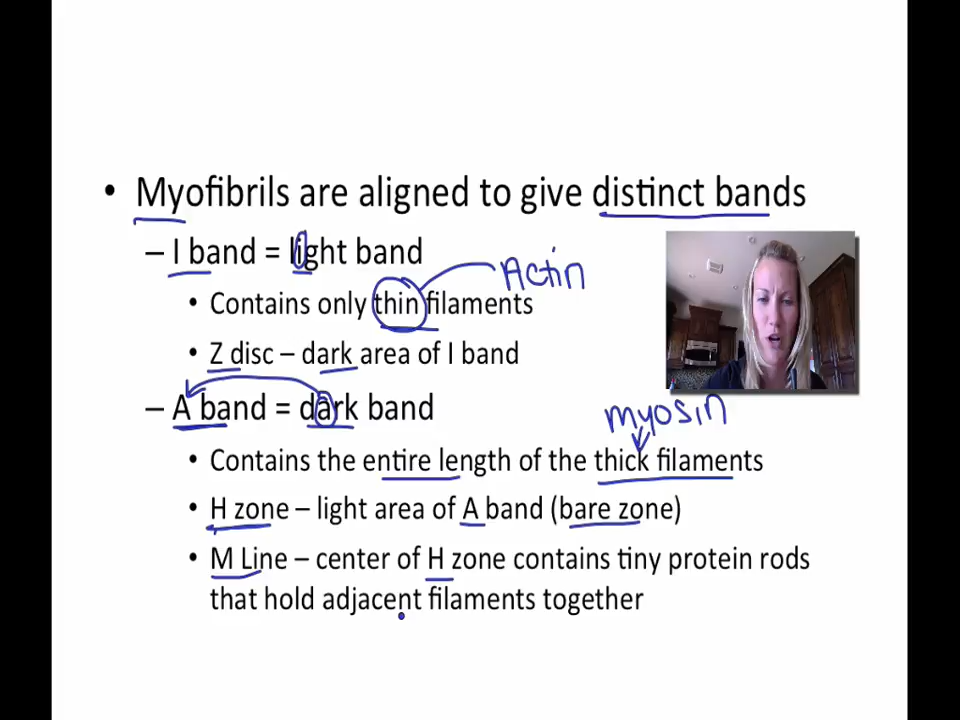 • Myofibrils are aligned to give distinct bands
– I band = light band
Actin
• Contains only thin filaments
• Z disc – dark area of I band
– A band = dark band
myosin
• Contains the entire length of the thick filaments
• H zone – light area of A band (bare zone)
• M Line – center of H zone contains tiny protein rods
that hold adjacent filaments together